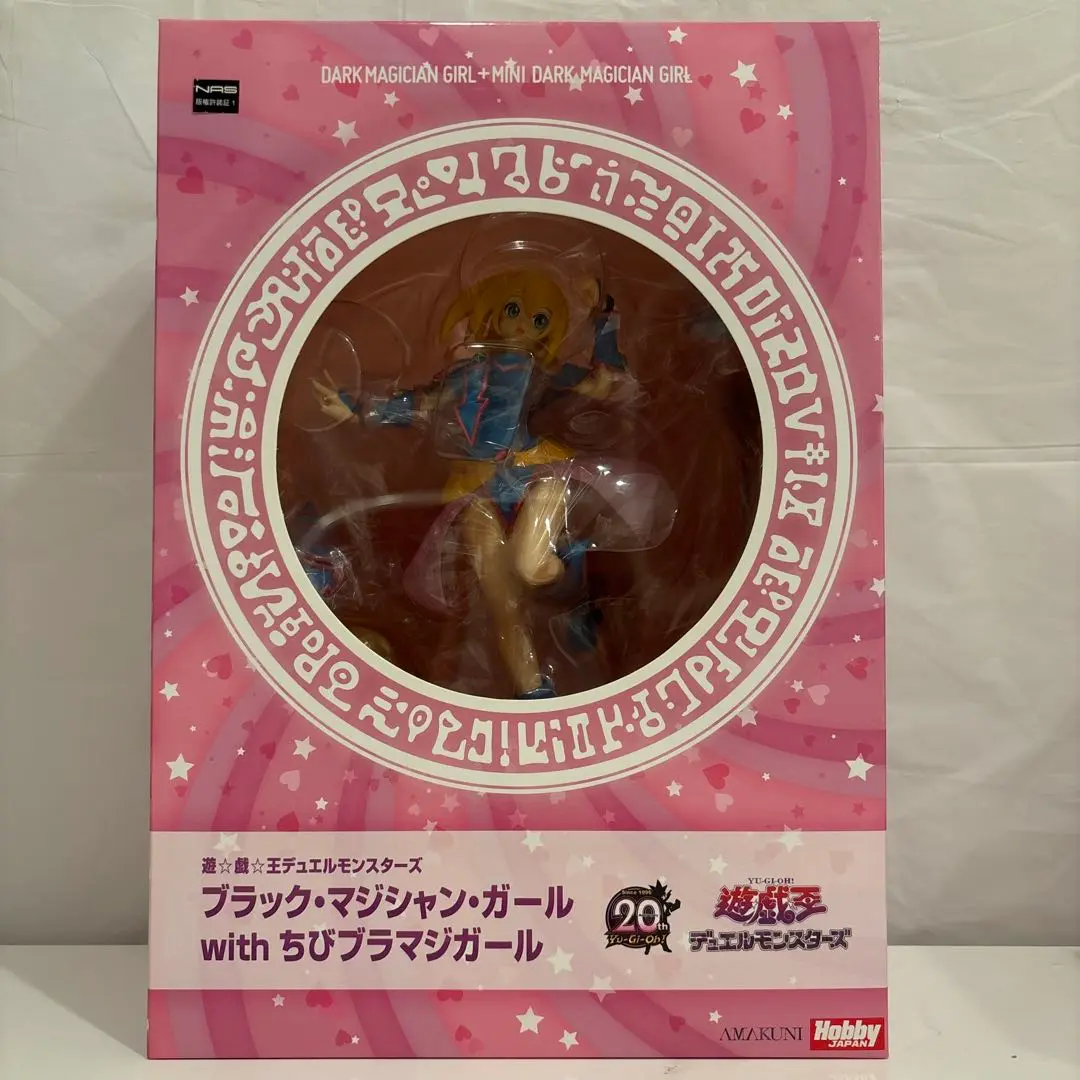 DARK MAGICIAN GIRL+MINI DARK MAGICIAN GIRL
NAS
版権許諾証1
遊☆戯☆王デュエルモンスターズ
ブラック・マジシャン・ガール
with ちびブラマジガール
Since 1996
20th
Yu-Gi-Oh!
YU-GI-OH!
遊戯王
デュエルモンスターズ
AMAKUNI
Hobby
JAPAN